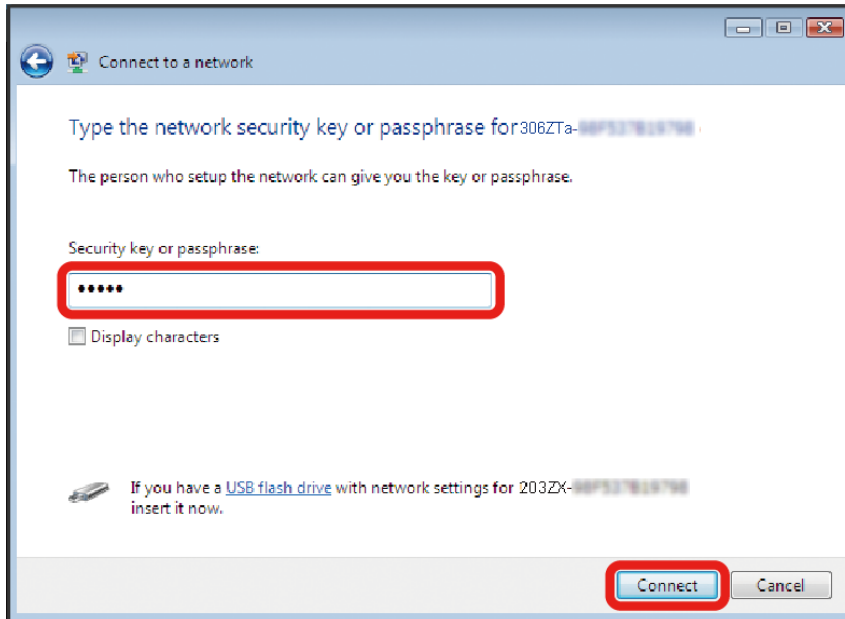 Connect to a network
Type the network security key or passphrase for 306ZTa-
The person who setup the network can give you the key or passphrase.
Security key or passphrase:
•••••
Display characters
If you have a USB flash drive with network settings for 203ZX-
insert it now.
Connect Cancel